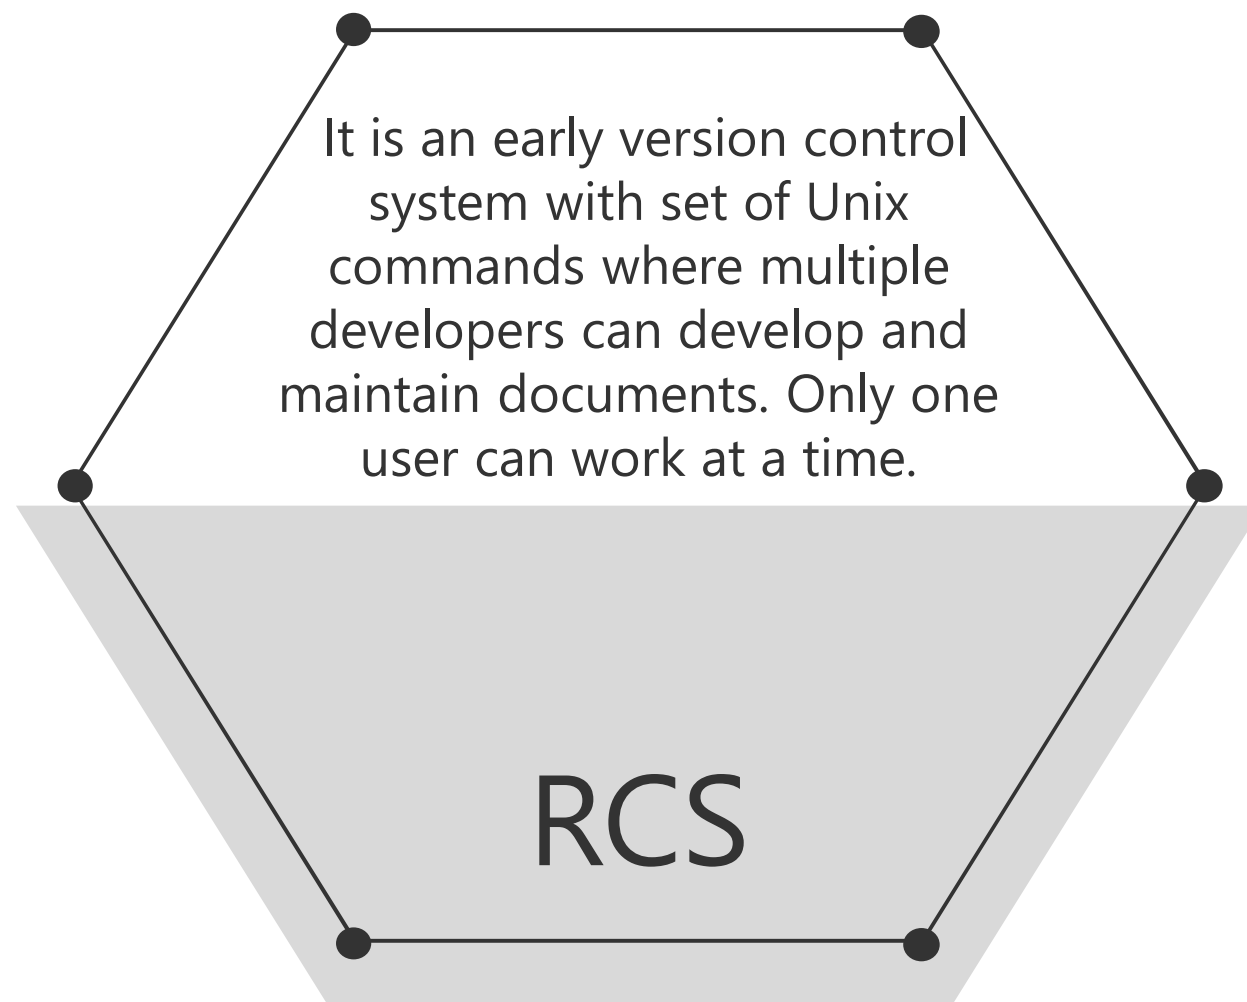 It is an early version control
system with set of Unix
commands where multiple
developers can develop and
maintain documents. Only one
user can work at a time.
RCS